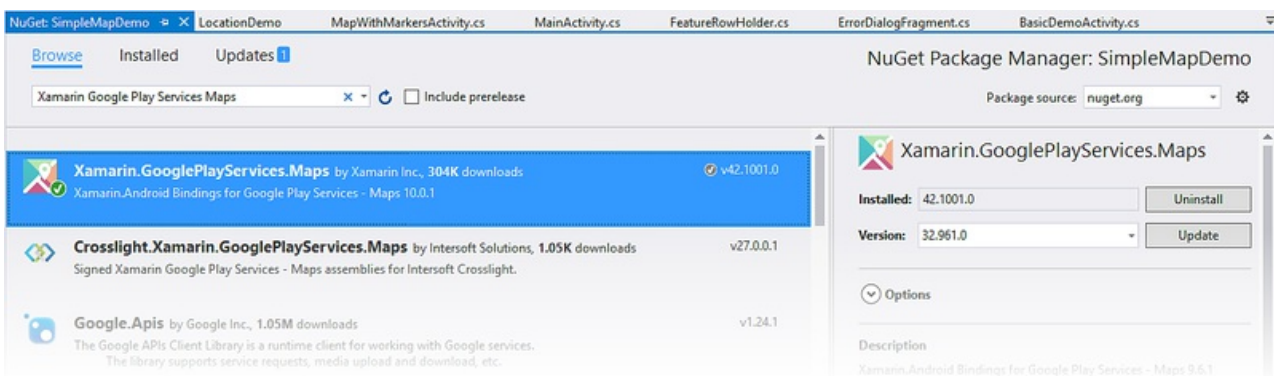 NuGet: SimpleMapDemo LocationDemo MapWithMarkersActivity.cs MainActivity.cs FeatureRowHolder.cs ErrorDialogFragment.cs BasicDemoActivity.cs
Browse Installed Updates 1
NuGet Package Manager: SimpleMapDemo
Xamarin Google Play Services Maps Include prerelease
Package source: nuget.org
Xamarin.GooglePlayServices.Maps by Xamarin Inc., 304K downloads v42.1001.0
Xamarin.Android Bindings for Google Play Services - Maps 10.0.1
Crosslight.Xamarin.GooglePlayServices.Maps by Intersoft Solutions, 1.05K downloads v27.0.0.1
Signed Xamarin Google Play Services - Maps assemblies for Intersoft Crosslight.
Google.Apis by Google Inc., 1.05M downloads v1.24.1
The Google APIs Client Library is a runtime client for working with Google services.
The library supports service requests, media upload and download, etc.
Xamarin.GooglePlayServices.Maps
Installed: 42.1001.0 Uninstall
Version: 32.961.0 Update
Options
Description
Xamarin.Android Bindings for Google Play Services - Maps 9.6.1